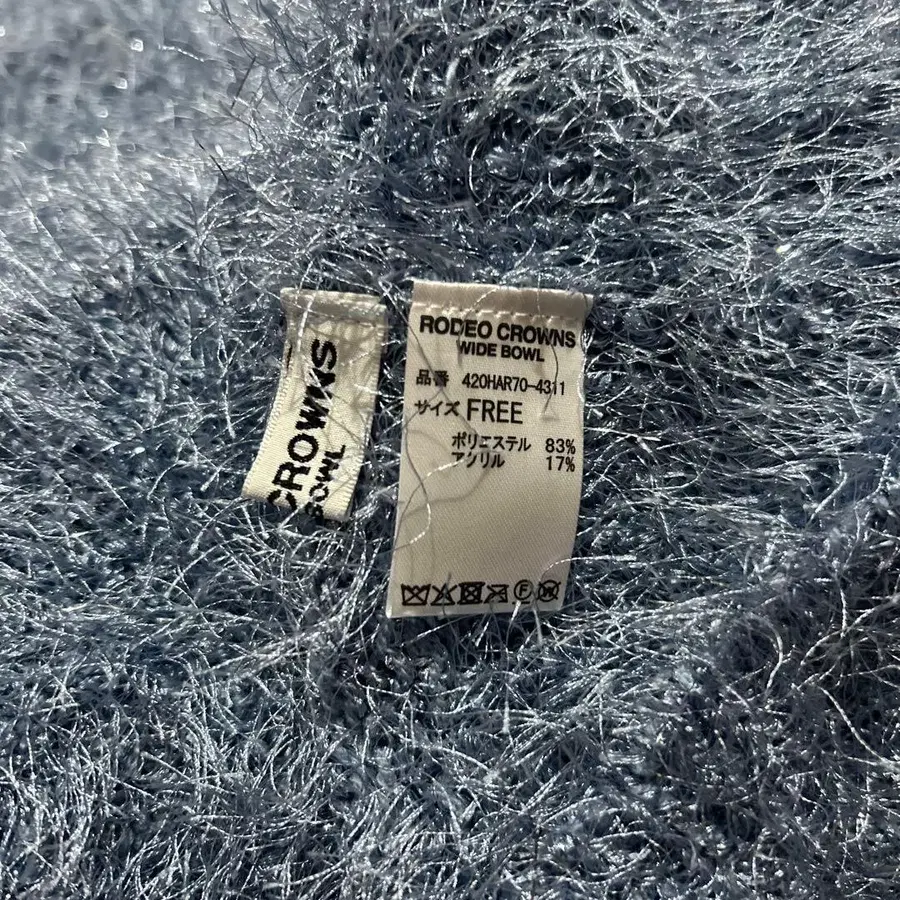 CROWNS
BOWL
RODEO CROWNS
WIDE BOWL
品番 420HAR70-4311
サイズ FREE
ポリエステル 83%
アクリル 17%